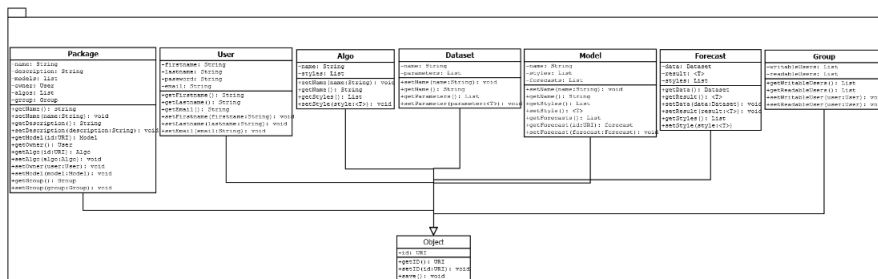 Package
-name: String
-description: String
-models: List
-owner: User
-algos: List
-group: Group
+getName(): String
+setName(name:String): void
+getDescription(): String
+setDescription(description:String): void
+getModel(id:URI): Model
+getOwner(): User
+getAlgo(id:URI): Algo
+setAlgo(algo:Algo): void
+setOwner(user:User): void
+setModel(model:Model): void
+getGroup(): Group
+setGroup(group:Group): void
User
-firstname: String
-lastname: String
-password: String
-email: String
+getFirstname(): String
+getLastname(): String
+getEmail(): String
+setFirstname(firstname:String): void
+setLastname(lastname:String): void
+setEmail(email:String): void
Algo
-name: String
-styles: List
+setName(name:String): void
+getName(): String
+getStyles(): List
+setStyle(style:<T>): void
Dataset
-name: String
-parameters: List
+setName(name:String): void
+getName(): String
+getParameters(): List
+setParameter(parameter:<T>): void
Model
-name: String
-styles: List
-forecasts: List
+setName(name:String): void
+getName(): String
+getStyles(): List
+setStyle(): <T>
+getForecasts(): List
+getForecast(id:URI): forecast
+setForecast(forecast:Forecast): void
Forecast
-data: Dataset
-result: <T>
-styles: List
+getData(): Dataset
+getResult(): <T>
+setData(data:Dataset): void
+setResult(result:<T>): void
+getStyles(): List
+setStyle(style:<T>)
Group
-writableUsers: List
-readableUsers: List
+getWritableUsers(): List
+getReadableUsers(): List
+setWritableUser(user:User): void
+setReadableUser(user:User): void
Object
-id: URI
+getID(): URI
+setID(id:URI): void
+save(): void